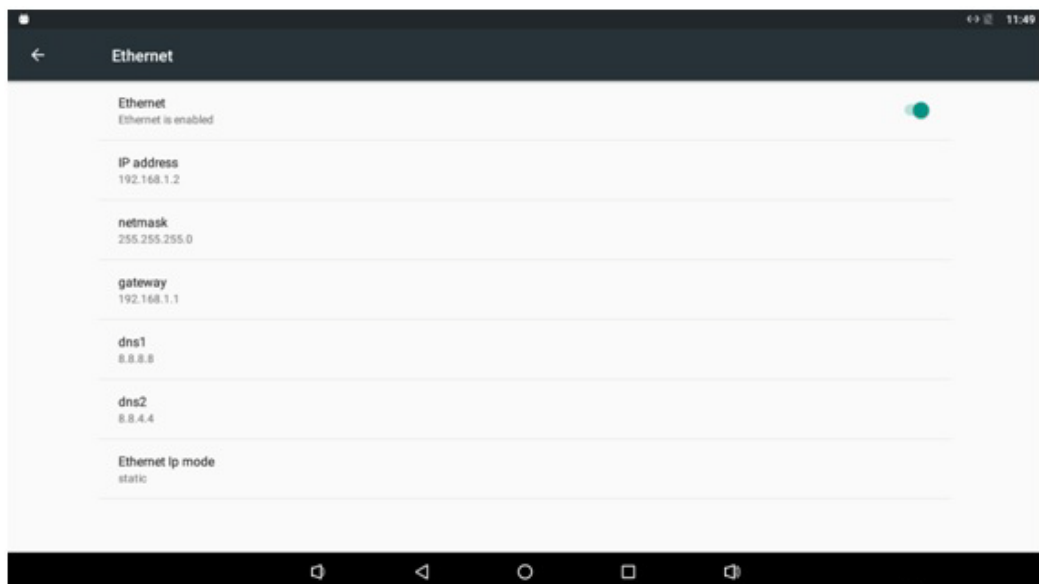 11:49
Ethernet
Ethernet
Ethernet is enabled
IP address
192.168.1.2
netmask
255.255.255.0
gateway
192.168.1.1
dns1
8.8.8.8
dns2
8.8.4.4
Ethernet Ip mode
static